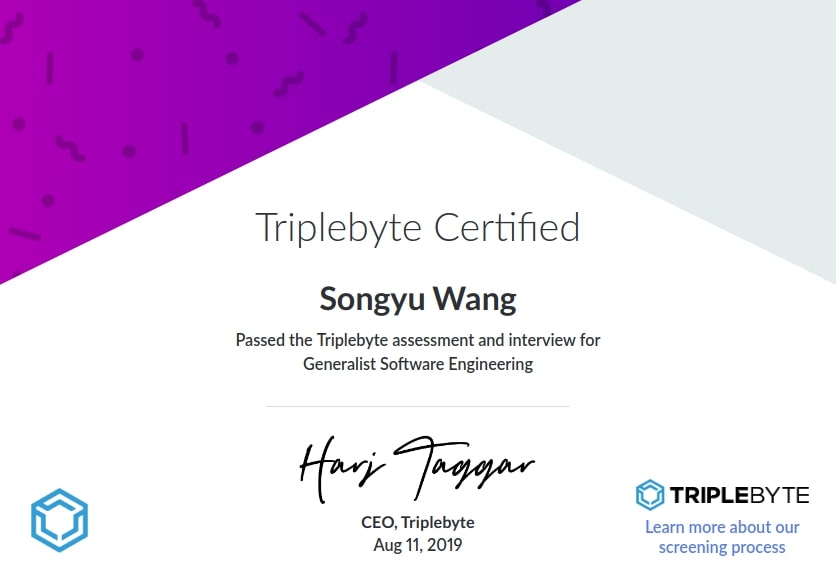 Triplebyte Certified
Songyu Wang
Passed the Triplebyte assessment and interview for
Generalist Software Engineering
Harj Taggar
CEO, Triplebyte
Aug 11, 2019
TRIPLEBYTE
Learn more about our
screening process